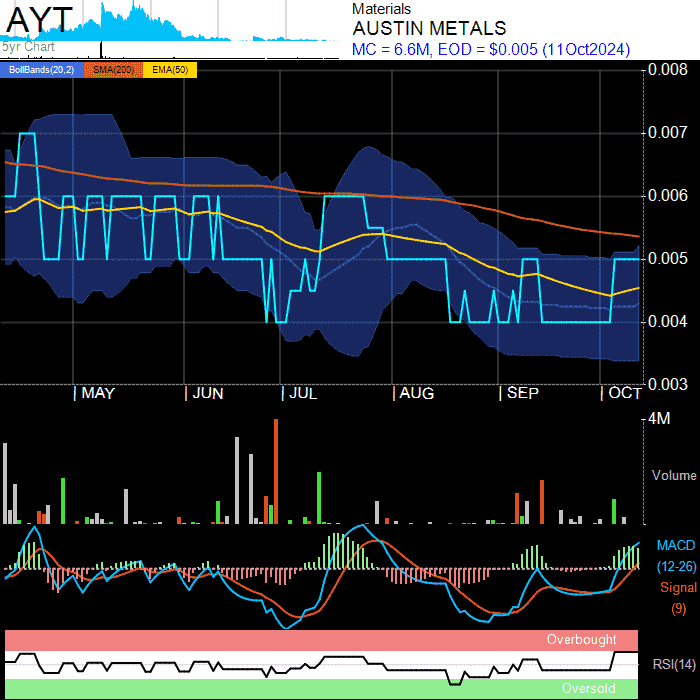 AYT
Materials
AUSTIN METALS
5yr Chart
MC = 6.6M, EOD = $0.005 (11Oct2024)
BollBands(20,2) SMA(200) EMA(50)
0.008
0.007
0.006
0.005
0.004
0.003
| MAY | JUN | JUL | AUG | SEP | OCT
4M
Volume
MACD
(12-26)
Signal
(9)
Overbought
RSI(14)
Oversold